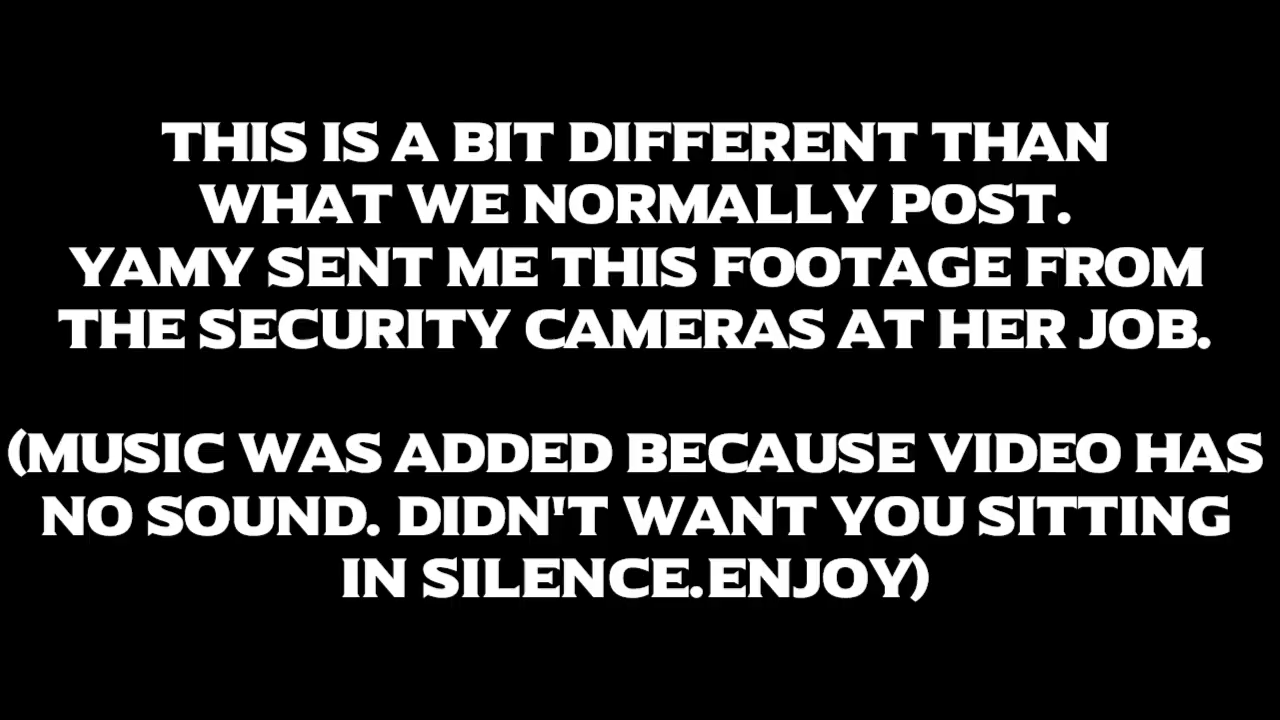 THIS IS A BIT DIFFERENT THAN
WHAT WE NORMALLY POST.
YAMY SENT ME THIS FOOTAGE FROM
THE SECURITY CAMERAS AT HER JOB.
(MUSIC WAS ADDED BECAUSE VIDEO HAS
NO SOUND. DIDN'T WANT YOU SITTING
IN SILENCE.ENJOY)